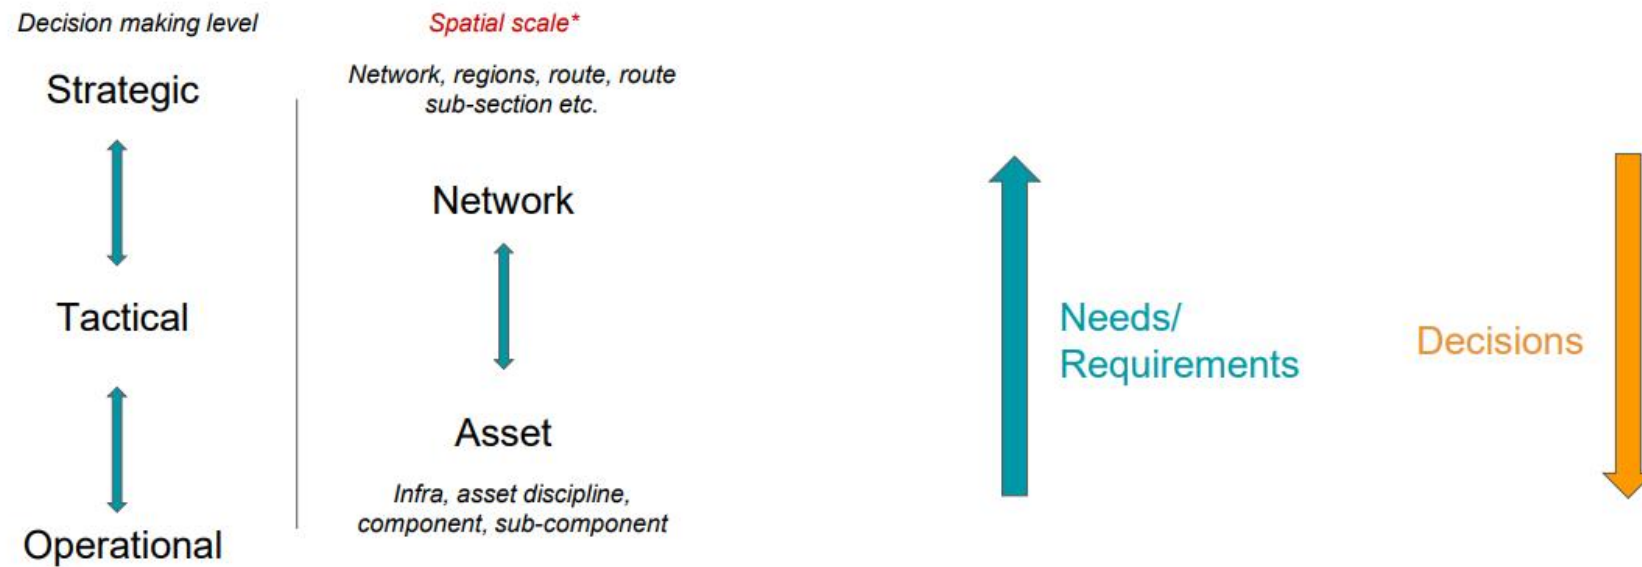 Decision making level
Spatial scale*
Strategic
Network, regions, route, route
sub-section etc.
Network
Tactical
Asset
Infra, asset discipline,
component, sub-component
Operational
Needs/
Requirements
Decisions